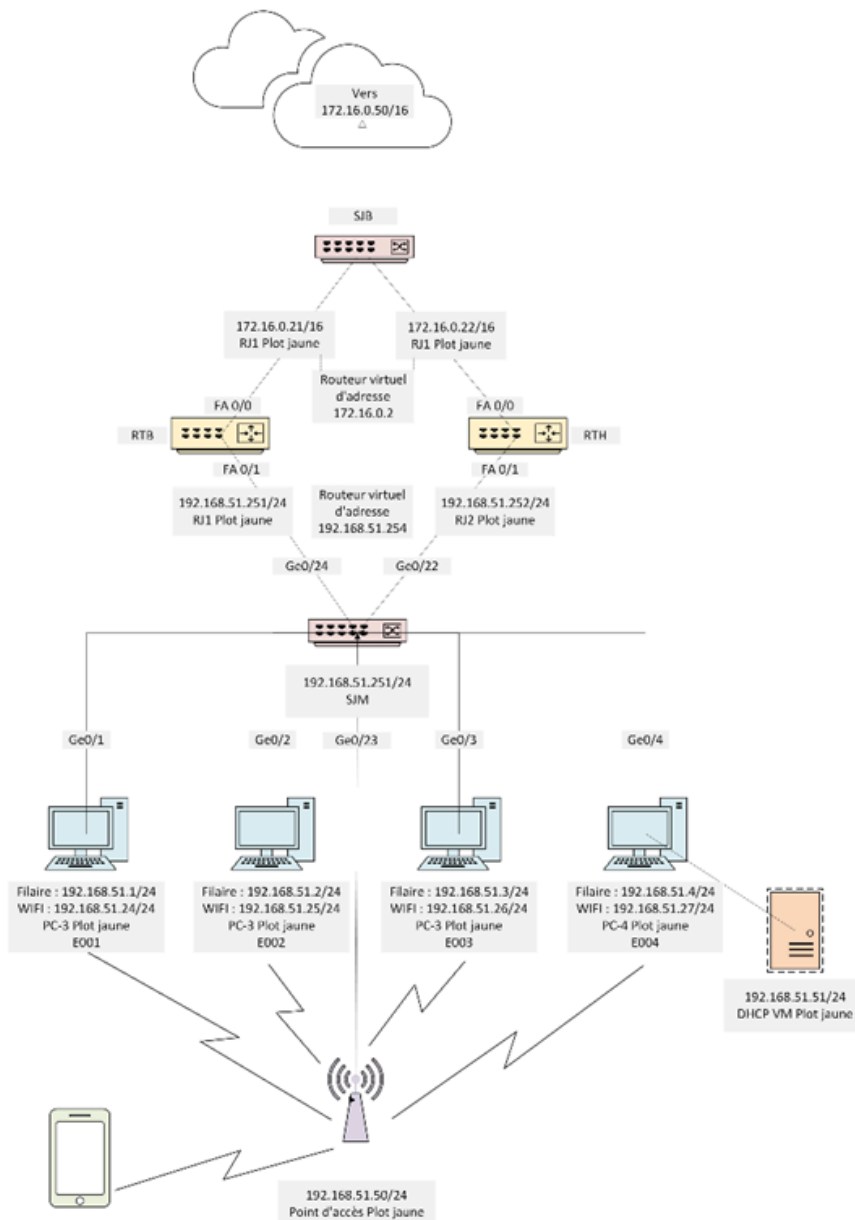 Vers
172.16.0.50/16
SJB
172.16.0.21/16
RJ1 Plot jaune
172.16.0.22/16
RJ1 Plot jaune
Routeur virtuel
d'adresse
172.16.0.2
FA 0/0
FA 0/0
RTB
RTH
FA 0/1
FA 0/1
192.168.51.251/24
RJ1 Plot jaune
Routeur virtuel
d'adresse
192.168.51.254
192.168.51.252/24
RJ2 Plot jaune
Ge0/24
Ge0/22
192.168.51.251/24
SJM
Ge0/1
Ge0/2
Ge0/23
Ge0/3
Ge0/4
Filaire : 192.168.51.1/24
WIFI : 192.168.51.24/24
PC-3 Plot jaune
E001
Filaire : 192.168.51.2/24
WIFI : 192.168.51.25/24
PC-3 Plot jaune
E002
Filaire : 192.168.51.3/24
WIFI : 192.168.51.26/24
PC-3 Plot jaune
E003
Filaire : 192.168.51.4/24
WIFI : 192.168.51.27/24
PC-4 Plot jaune
E004
192.168.51.51/24
DHCP VM Plot jaune
192.168.51.50/24
Point d'accès Plot jaune